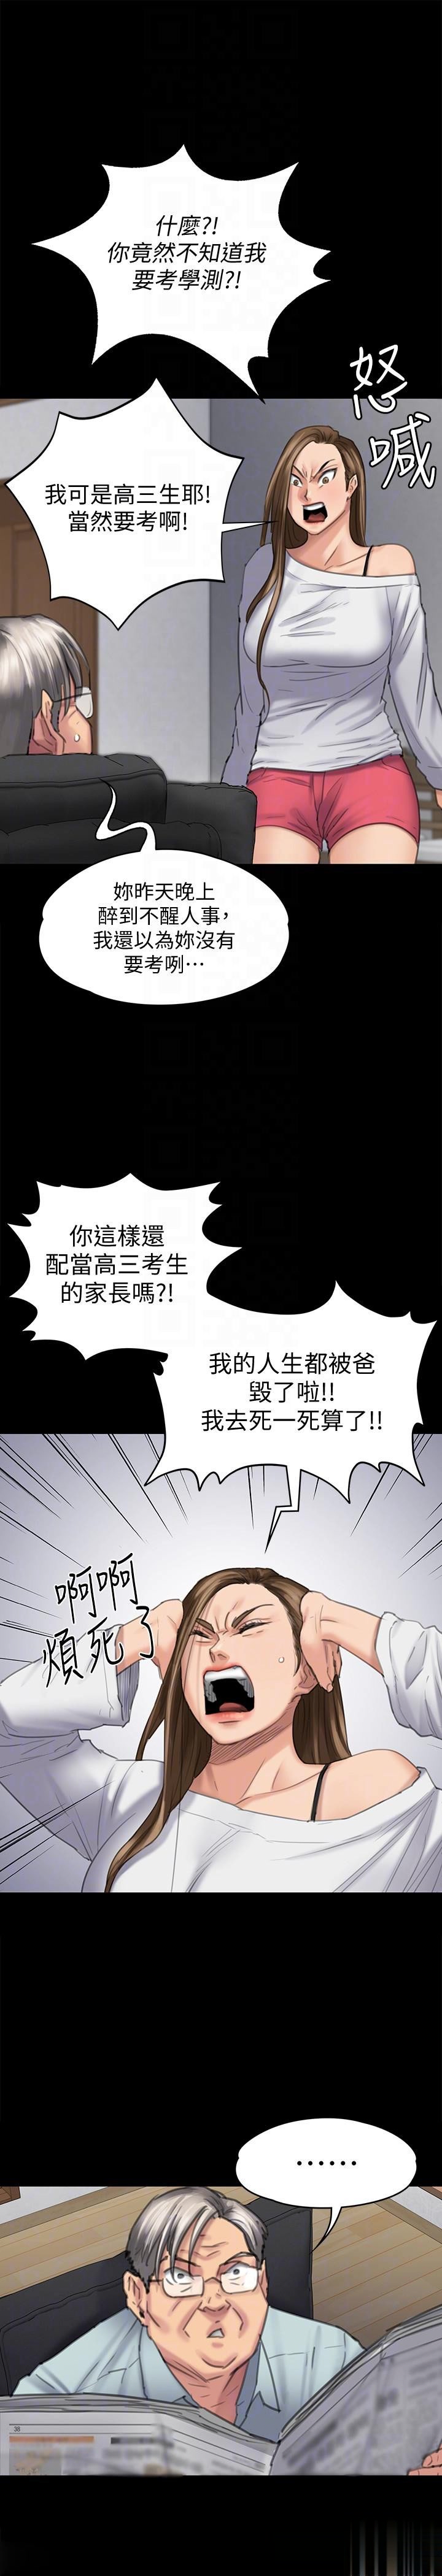 什麼?!
你竟然不知道我
要考學測?!
怒喊
我可是高三生耶!
當然要考啊!
妳昨天晚上
醉到不醒人事,
我還以為妳沒有
要考咧…
你這樣還
配當高三考生
的家長嗎?!
我的人生都被爸
毀了啦!!
我去死一死算了!!
啊啊
煩死了
......
38